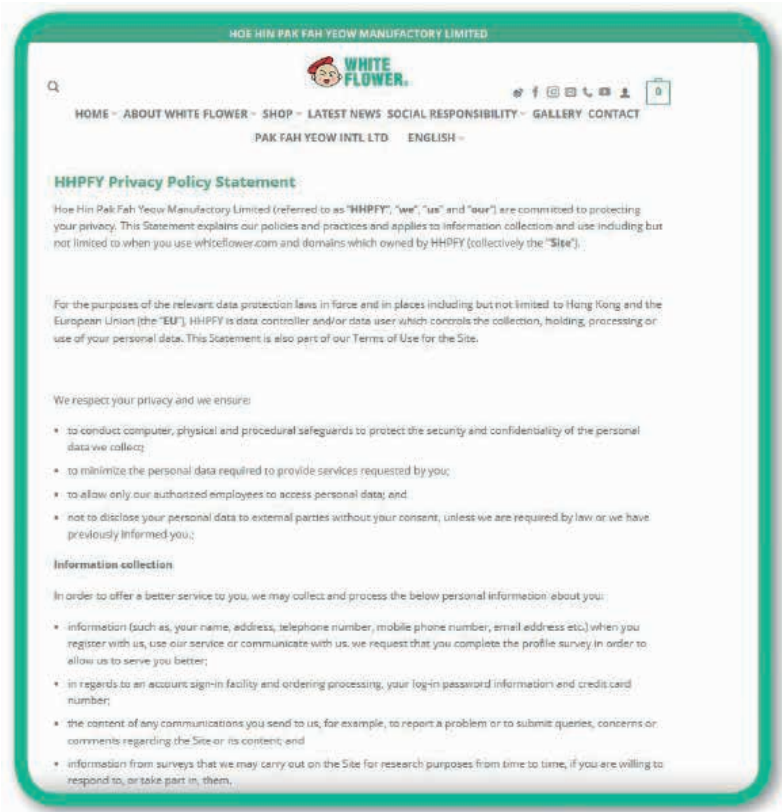 HOE HIN PAK FAH YEOW MANUFACTORY LIMITED
WHITE
FLOWER®
0
HOME ABOUT WHITE FLOWER SHOP LATEST NEWS SOCIAL RESPONSIBILITY GALLERY CONTACT
PAK FAH YEOW INTL LTD ENGLISH
HHPFY Privacy Policy Statement
Hoe Hin Pak Fah Yeow Manufactory Limited (referred to as "HHPFY", "we", "us" and "our") are committed to protecting
your privacy. This Statement explains our policies and practices and applies to information collection and use including but
not limited to when you use whiteflower.com and domains which owned by HHPFY (collectively the "Site").
For the purposes of the relevant data protection laws in force and in places including but not limited to Hong Kong and the
European Union (the "EU"), HHPFY is data controller and/or data user which controls the collection, holding, processing or
use of your personal data. This Statement is also part of our Terms of Use for the Site.
We respect your privacy and we ensure:
• to conduct computer, physical and procedural safeguards to protect the security and confidentiality of the personal
data we collect;
• to minimize the personal data required to provide services requested by you;
• to allow only our authorized employees to access personal data; and
• not to disclose your personal data to external parties without your consent, unless we are required by law or we have
previously informed you.;
Information collection
In order to offer a better service to you, we may collect and process the below personal information about you:
• information (such as, your name, address, telephone number, mobile phone number, email address etc.) when you
register with us, use our service or communicate with us. we request that you complete the profile survey in order to
allow us to serve you better;
• in regards to an account sign-in facility and ordering processing, your log-in password information and credit card
number;
• the content of any communications you send to us, for example, to report a problem or to submit queries, concerns or
comments regarding the Site or its content; and
• information from surveys that we may carry out on the Site for research purposes from time to time, if you are willing to
respond to, or take part in, them.